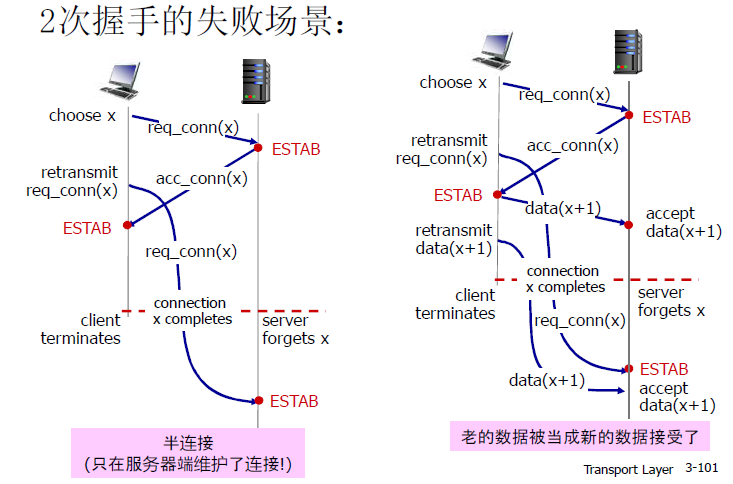 2次握手的失败场景：
choose x
req_conn(x)
ESTAB
retransmit
req_conn(x)
acc_conn(x)
ESTAB
req_conn(x)
connection
x completes
client
terminates
server
forgets x
ESTAB
半连接
(只在服务器端维护了连接!)
choose x
req_conn(x)
ESTAB
retransmit
req_conn(x)
acc_conn(x)
ESTAB
data(x+1)
accept
data(x+1)
retransmit
data(x+1)
connection
x completes
client
terminates
server
forgets x
req_conn(x)
ESTAB
data(x+1)
accept
data(x+1)
老的数据被当成新的数据接受了
Transport Layer 3-101